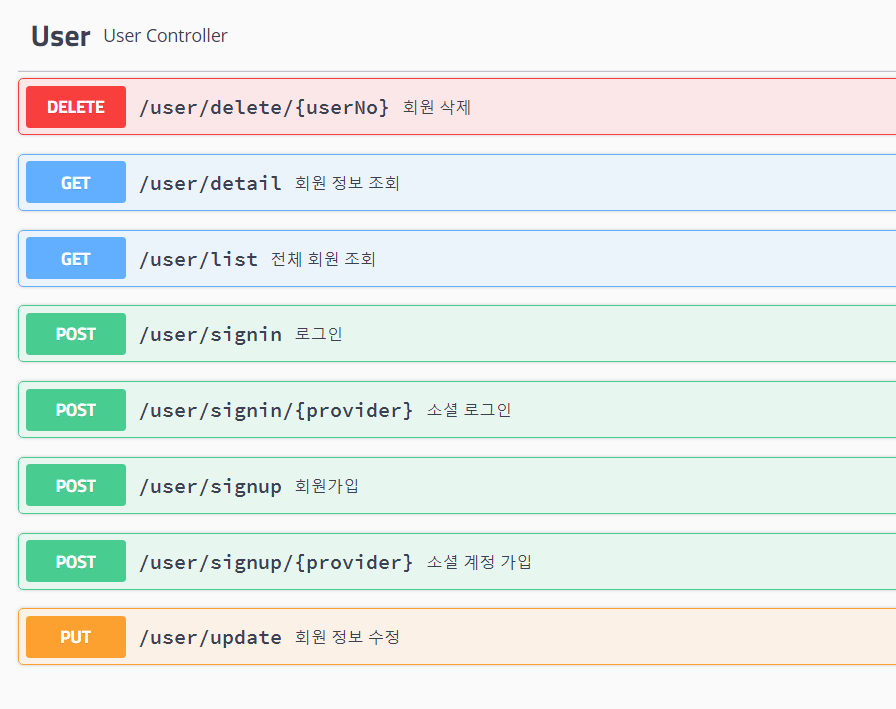 User User Controller
DELETE /user/delete/{userNo} 회원 삭제
GET /user/detail 회원 정보 조회
GET /user/list 전체 회원 조회
POST /user/signin 로그인
POST /user/signin/{provider} 소셜 로그인
POST /user/signup 회원가입
POST /user/signup/{provider} 소셜 계정 가입
PUT /user/update 회원 정보 수정